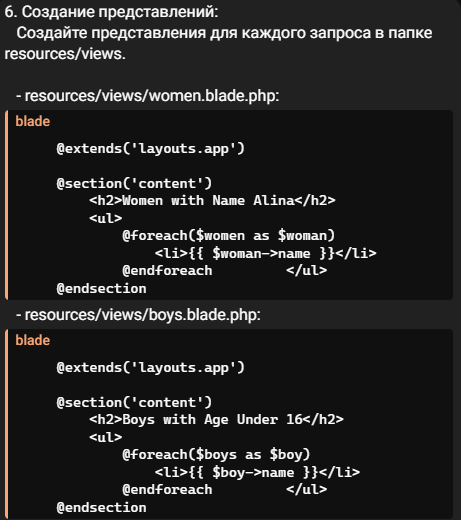 6. Создание представлений:
Создайте представления для каждого запроса в папке
resources/views.
- resources/views/women.blade.php:
blade
@extends('layouts.app')
@section('content')
<h2>Women with Name Alina</h2>
<ul>
@foreach($women as $woman)
<li>{{ $woman->name }}</li>
@endforeach </ul>
@endsection
- resources/views/boys.blade.php:
blade
@extends('layouts.app')
@section('content')
<h2>Boys with Age Under 16</h2>
<ul>
@foreach($boys as $boy)
<li>{{ $boy->name }}</li>
@endforeach </ul>
@endsection